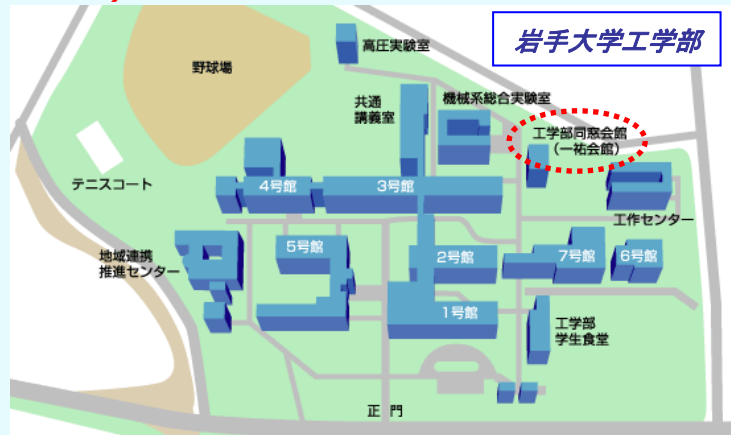 岩手大学工学部
高圧実験室
野球場
共通
講義室
機械系総合実験室
工学部同窓会館
(一祐会館)
テニスコート
4号館
3号館
工作センター
地域連携
推進センター
5号館
2号館
7号館
6号館
1号館
工学部
学生食堂
正 門